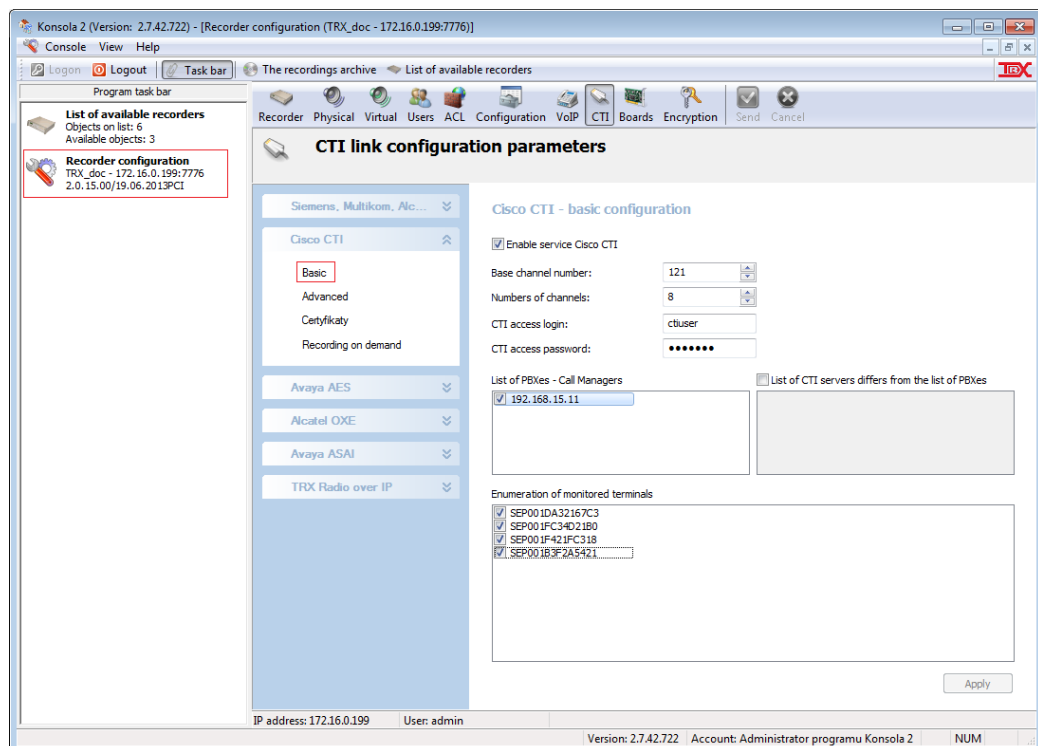 Konsola 2 (Version: 2.7.42.722) - [Recorder configuration (TRX_doc - 172.16.0.199:7776)]
Console View Help
Logon Logout Task bar The recordings archive List of available recorders TRX
Program task bar
List of available recorders
Objects on list: 6
Available objects: 3
Recorder configuration
TRX_doc - 172.16.0.199:7776
2.0.15.00/19.06.2013PCI
Recorder Physical Virtual Users ACL Configuration VoIP CTI Boards Encryption Send Cancel
CTI link configuration parameters
Siemens, Multikom, Alc...
Cisco CTI
Basic
Advanced
Certyfikaty
Recording on demand
Avaya AES
Alcatel OXE
Avaya ASAI
TRX Radio over IP
Cisco CTI - basic configuration
Enable service Cisco CTI
Base channel number: 121
Numbers of channels: 8
CTI access login: ctiuser
CTI access password: •••••••
List of PBXes - Call Managers
192.168.15.11
List of CTI servers differs from the list of PBXes
Enumeration of monitored terminals
SEP001DA32167C3
SEP001FC34D21B0
SEP001F421FC318
SEP001B3F2A5421
Apply
IP address: 172.16.0.199 User: admin
Version: 2.7.42.722 Account: Administrator programu Konsola 2 NUM